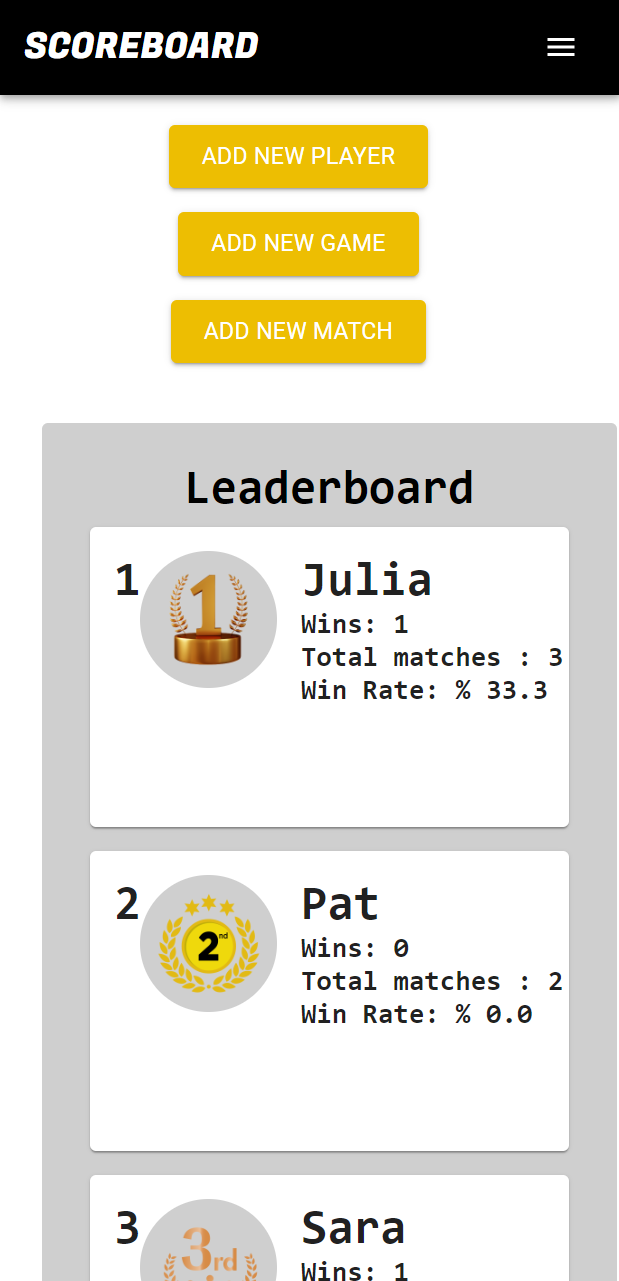 SCOREBOARD
ADD NEW PLAYER
ADD NEW GAME
ADD NEW MATCH
Leaderboard
1
1
Julia
Wins: 1
Total matches : 3
Win Rate: % 33.3
2
2nd
Pat
Wins: 0
Total matches : 2
Win Rate: % 0.0
3
3rd
Sara
Wins: 1